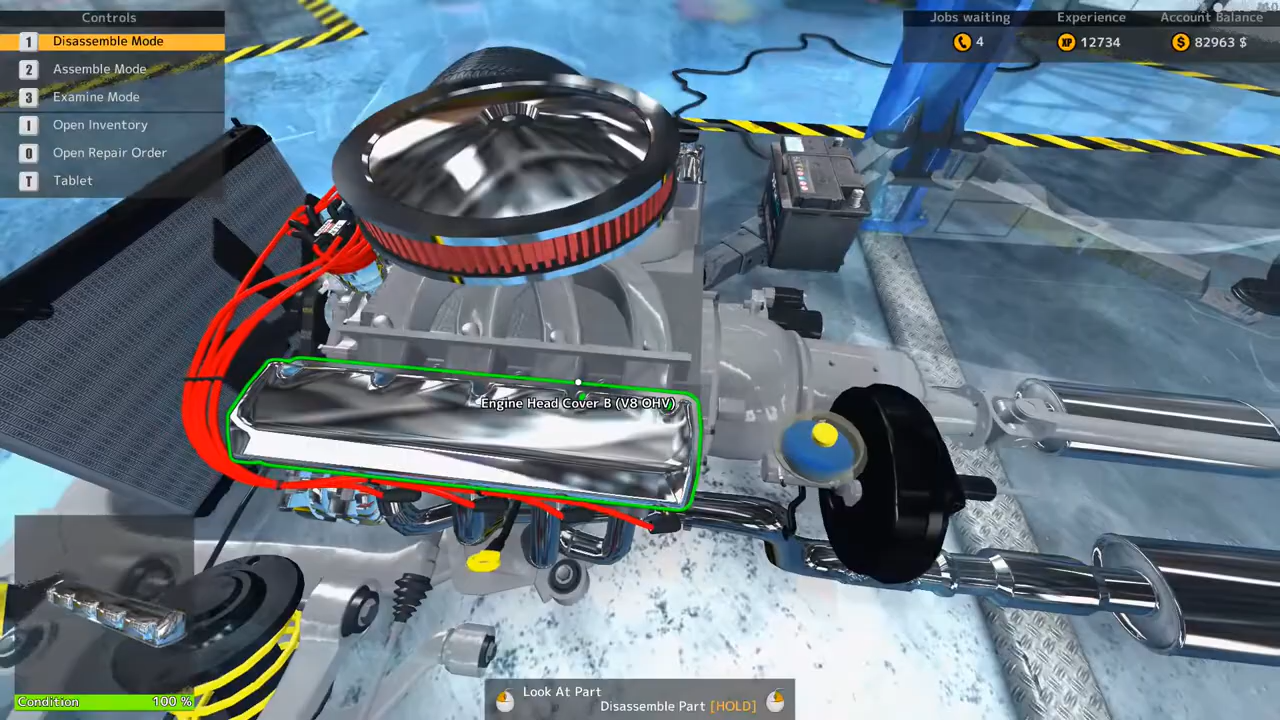 Controls
1 Disassemble Mode
2 Assemble Mode
3 Examine Mode
I Open Inventory
O Open Repair Order
T Tablet
Jobs waiting Experience Account Balance
4 12734 82963 $
Engine Head Cover B (V8 OHV)
Condition 100 %
Look At Part
Disassemble Part [HOLD]